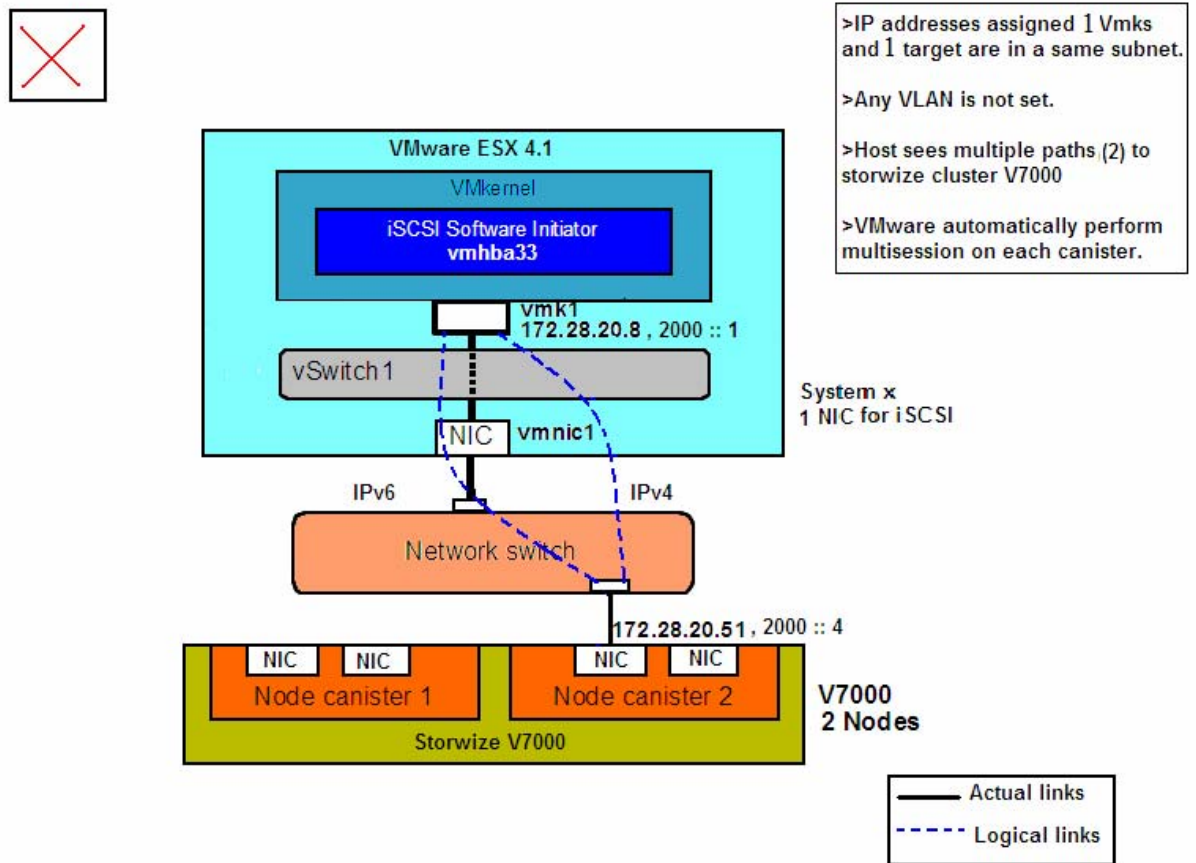 >IP addresses assigned 1 Vmks
and 1 target are in a same subnet.
>Any VLAN is not set.
>Host sees multiple paths (2) to
storwize cluster V7000
>VMware automatically perform
multisession on each canister.
VMware ESX 4.1
VMkernel
iSCSI Software Initiator
vmhba33
vmk1
172.28.20.8 , 2000 :: 1
vSwitch1
System x
1 NIC for iSCSI
NIC
vmnic1
IPv6
IPv4
Network switch
172.28.20.51 , 2000 :: 4
NIC
NIC
NIC
NIC
Node canister 1
Node canister 2
V7000
2 Nodes
Storwize V7000
Actual links
Logical links